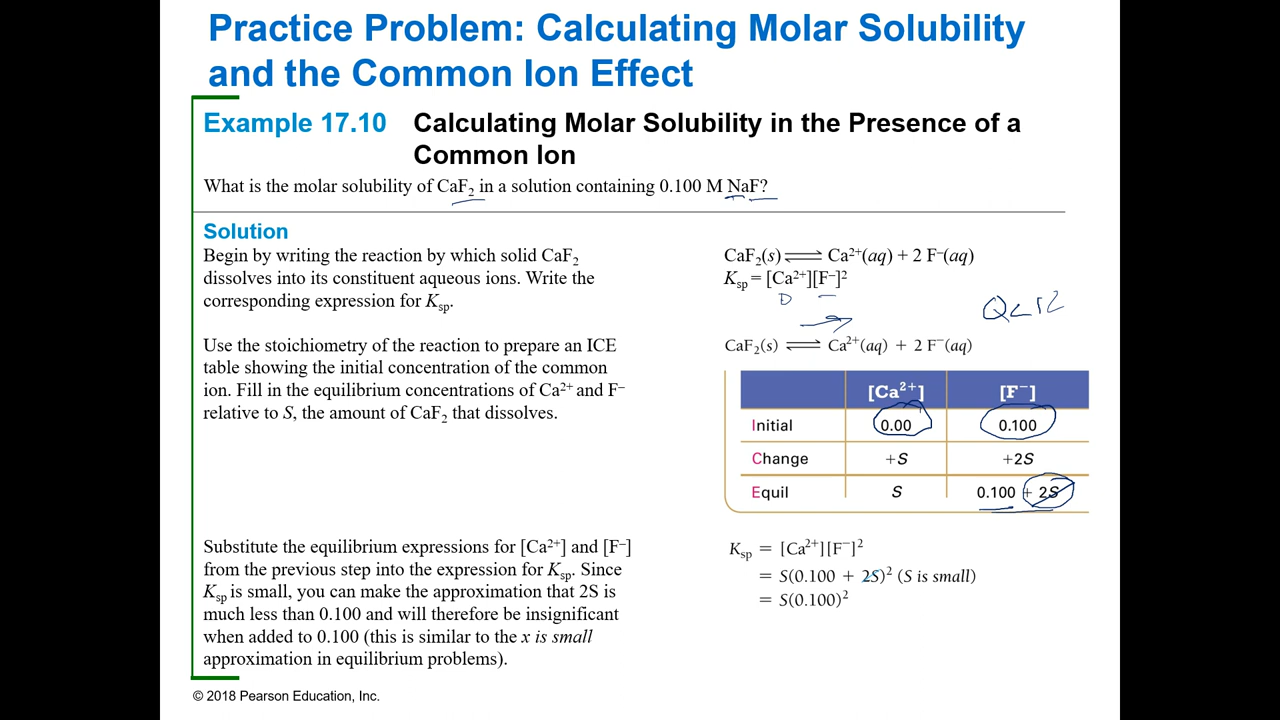 Practice Problem: Calculating Molar Solubility
and the Common Ion Effect
Example 17.10 Calculating Molar Solubility in the Presence of a
Common Ion
What is the molar solubility of CaF₂ in a solution containing 0.100 M NaF?
Solution
Begin by writing the reaction by which solid CaF₂
dissolves into its constituent aqueous ions. Write the
corresponding expression for Ksp.
CaF₂(s) ⇌ Ca²⁺(aq) + 2 F⁻(aq)
Ksp = [Ca²⁺][F⁻]²
0
Q<K
Use the stoichiometry of the reaction to prepare an ICE
table showing the initial concentration of the common
ion. Fill in the equilibrium concentrations of Ca²⁺ and F⁻
relative to S, the amount of CaF₂ that dissolves.
CaF₂(s) ⇌ Ca²⁺(aq) + 2 F⁻(aq)
[Ca²⁺] [F⁻]
Initial 0.00 0.100
Change +S +2S
Equil S 0.100 + 2S
Substitute the equilibrium expressions for [Ca²⁺] and [F⁻]
from the previous step into the expression for Ksp. Since
Ksp is small, you can make the approximation that 2S is
much less than 0.100 and will therefore be insignificant
when added to 0.100 (this is similar to the x is small
approximation in equilibrium problems).
Ksp = [Ca²⁺][F⁻]²
= S(0.100 + 2S)² (S is small)
= S(0.100)²
© 2018 Pearson Education, Inc.